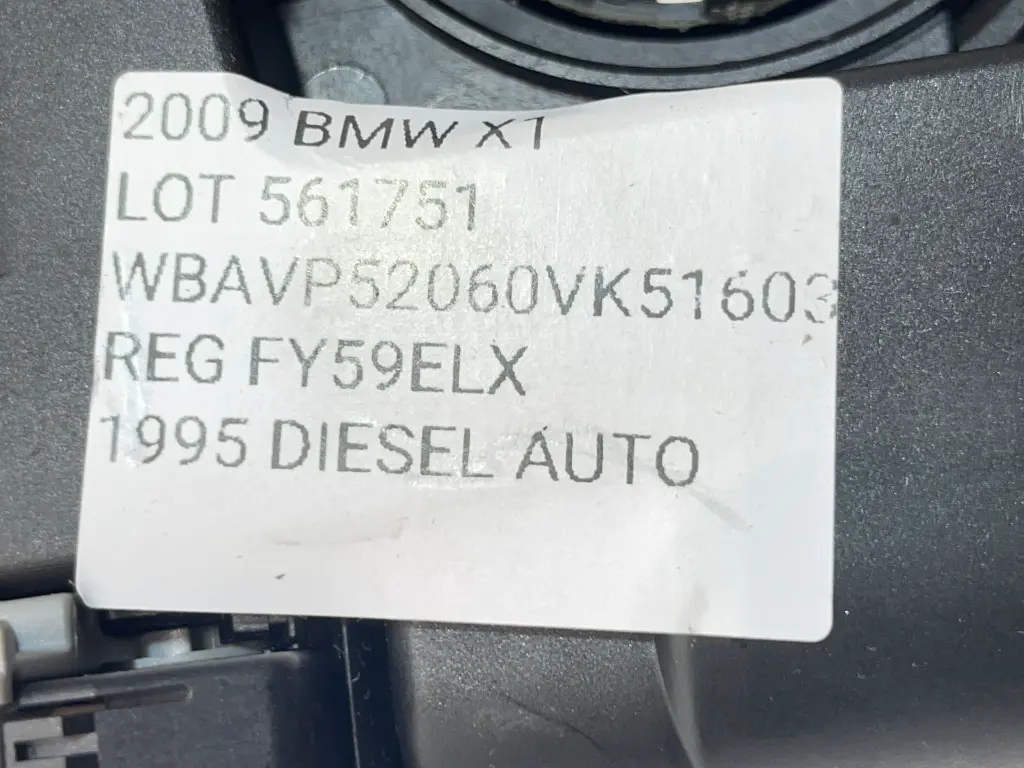 2009 BMW X1
LOT 561751
WBAVP52060VK51603
REG FY59ELX
1995 DIESEL AUTO